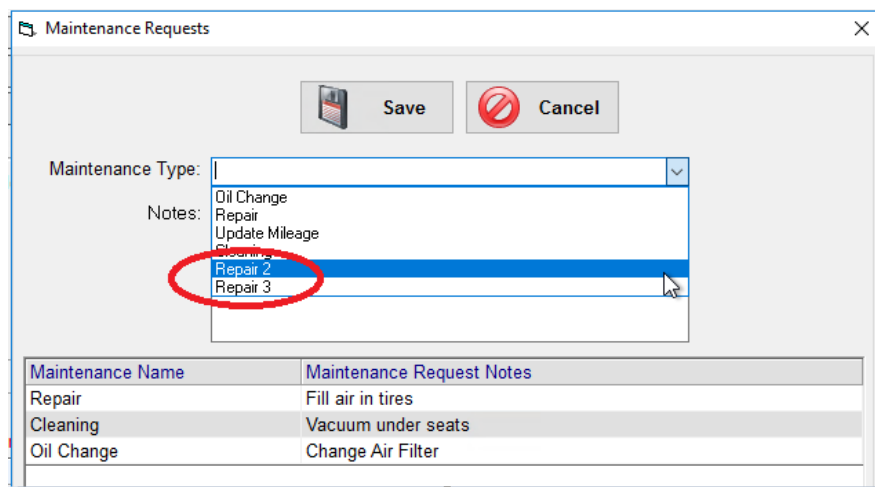 Maintenance Requests
Save Cancel
Maintenance Type:
Notes:
Oil Change
Repair
Update Mileage
Cleaning
Repair 2
Repair 3
Maintenance Name Maintenance Request Notes
Repair Fill air in tires
Cleaning Vacuum under seats
Oil Change Change Air Filter